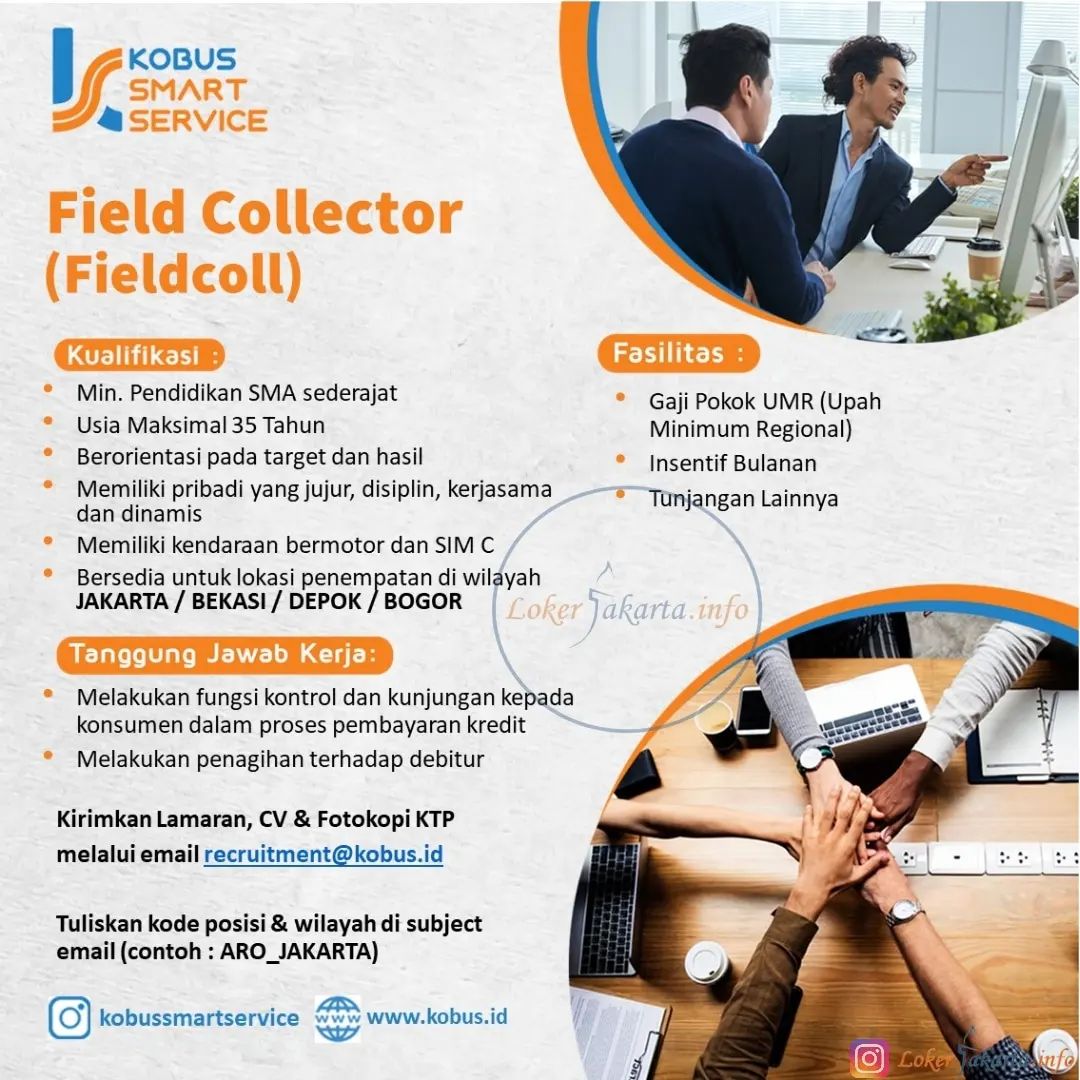 KOBUS
SMART
SERVICE
Field Collector
(Fieldcoll)
Kualifikasi :
• Min. Pendidikan SMA sederajat
• Usia Maksimal 35 Tahun
• Berorientasi pada target dan hasil
• Memiliki pribadi yang jujur, disiplin, kerjasama
dan dinamis
• Memiliki kendaraan bermotor dan SIM C
• Bersedia untuk lokasi penempatan di wilayah
JAKARTA / BEKASI / DEPOK / BOGOR
Fasilitas :
• Gaji Pokok UMR (Upah
Minimum Regional)
• Insentif Bulanan
• Tunjangan Lainnya
Loker Jakarta.info
Tanggung Jawab Kerja:
• Melakukan fungsi kontrol dan kunjungan kepada
konsumen dalam proses pembayaran kredit
• Melakukan penagihan terhadap debitur
Kirimkan Lamaran, CV & Fotokopi KTP
melalui email recruitment@kobus.id
Tuliskan kode posisi & wilayah di subject
email (contoh : ARO_JAKARTA)
kobussmartservice
www
www.kobus.id
Loker Jakarta.info